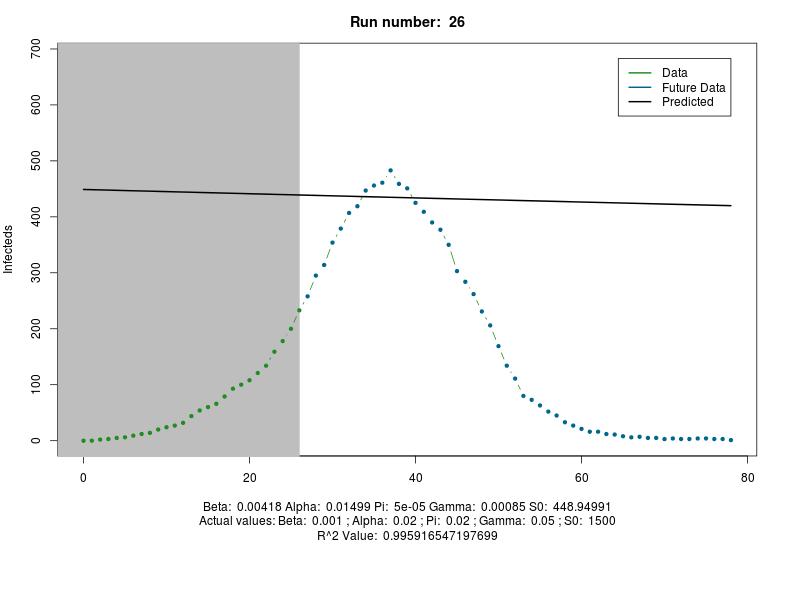 Run number: 26
Infecteds
700
600
500
400
300
200
100
0
Data
Future Data
Predicted
0 20 40 60 80
Beta: 0.00418 Alpha: 0.01499 Pi: 5e-05 Gamma: 0.00085 S0: 448.94991
Actual values: Beta: 0.001 ; Alpha: 0.02 ; Pi: 0.02 ; Gamma: 0.05 ; S0: 1500
R^2 Value: 0.995916547197699